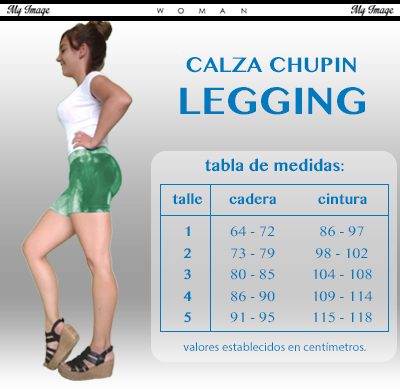 My Image WOMAN My Image
CALZA CHUPIN
LEGGING
tabla de medidas:
talle cadera cintura
1 64 - 72 86 - 97
2 73 - 79 98 - 102
3 80 - 85 104 - 108
4 86 - 90 109 - 114
5 91 - 95 115 - 118
valores establecidos en centímetros.